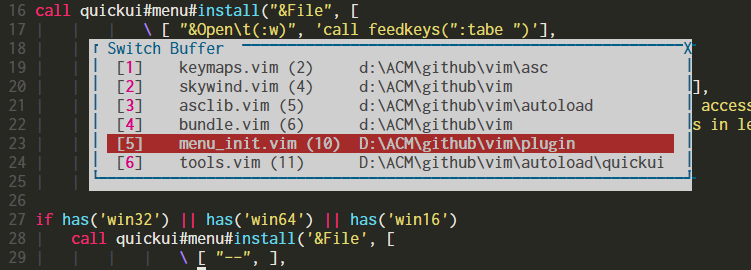 16 call quickui#menu#install("&File", [
17 \ [ "&Open\t(:w)", 'call feedkeys(":tabe ")'],
18 Switch Buffer X
19 [1] keymaps.vim (2) d:\ACM\github\vim\asc
20 [2] skywind.vim (4) d:\ACM\github\vim ],
21 [3] asclib.vim (5) d:\ACM\github\vim\autoload access
22 [4] bundle.vim (6) d:\ACM\github\vim s in le
23 [5] menu_init.vim (10) D:\ACM\github\vim\plugin
24 [6] tools.vim (11) D:\ACM\github\vim\autoload\quickui
25
26
27 if has('win32') || has('win64') || has('win16')
28 call quickui#menu#install('&File', [
29 \ [ "--", ],